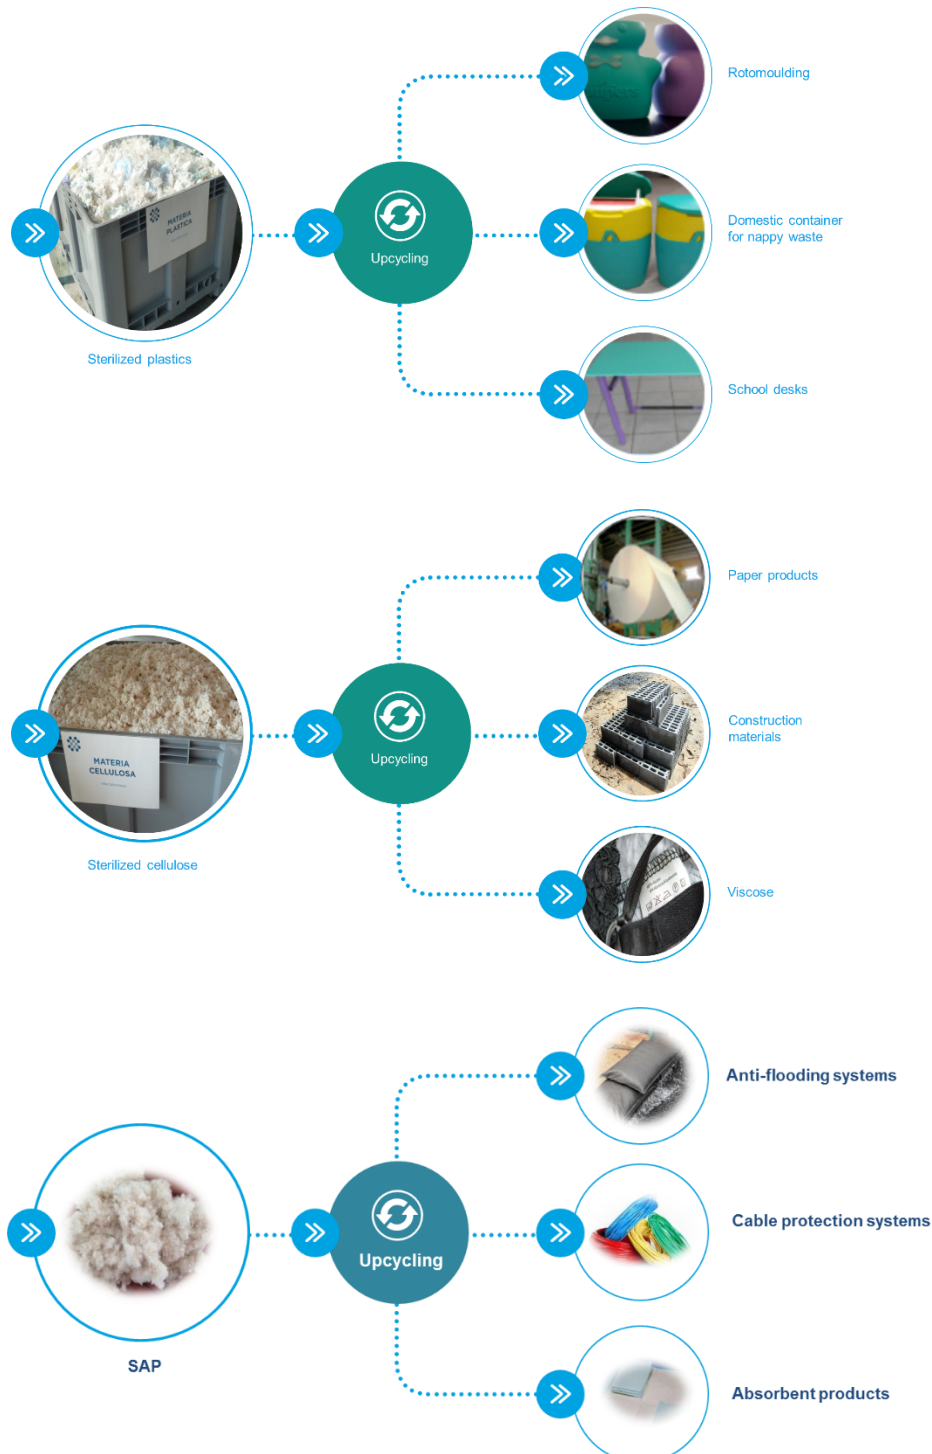 Rotomoulding
MATERIA
PLASTICA
Upcycling
Domestic container
for nappy waste
Sterilized plastics
School desks
Paper products
MATERIA
CELLULOSA
Upcycling
Construction
materials
Sterilized cellulose
Viscose
Anti-flooding systems
Upcycling
Cable protection systems
SAP
Absorbent products